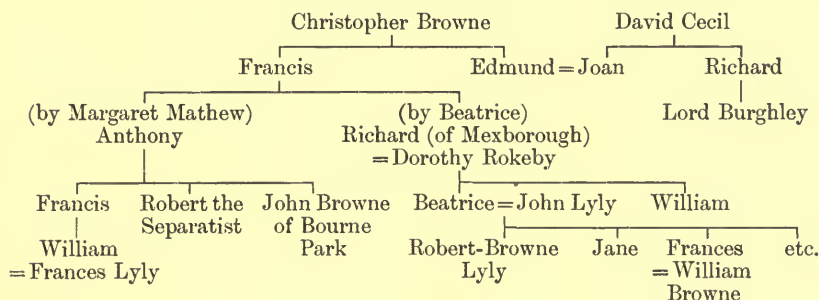 Christopher Browne David Cecil
Francis Edmund = Joan Richard
(by Margaret Mathew) (by Beatrice) Lord Burghley
Anthony Richard (of Mexborough)
= Dorothy Rokeby
Francis Robert the John Browne Beatrice = John Lyly William
Separatist of Bourne
William Park Robert-Browne Jane Frances etc.
= Frances Lyly Lyly = William
Browne